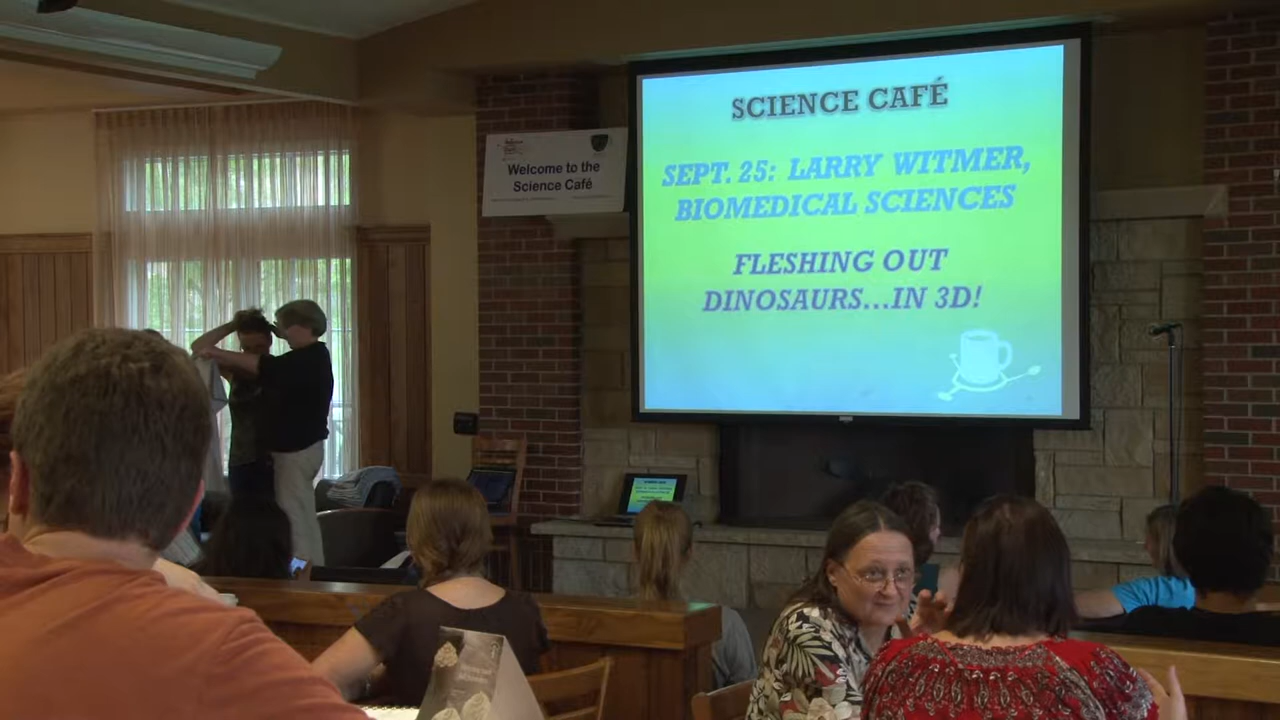 SCIENCE CAFÉ
SEPT. 25: LARRY WITMER,
BIOMEDICAL SCIENCES
FLESHING OUT
DINOSAURS...IN 3D!
Welcome to the
Science Café